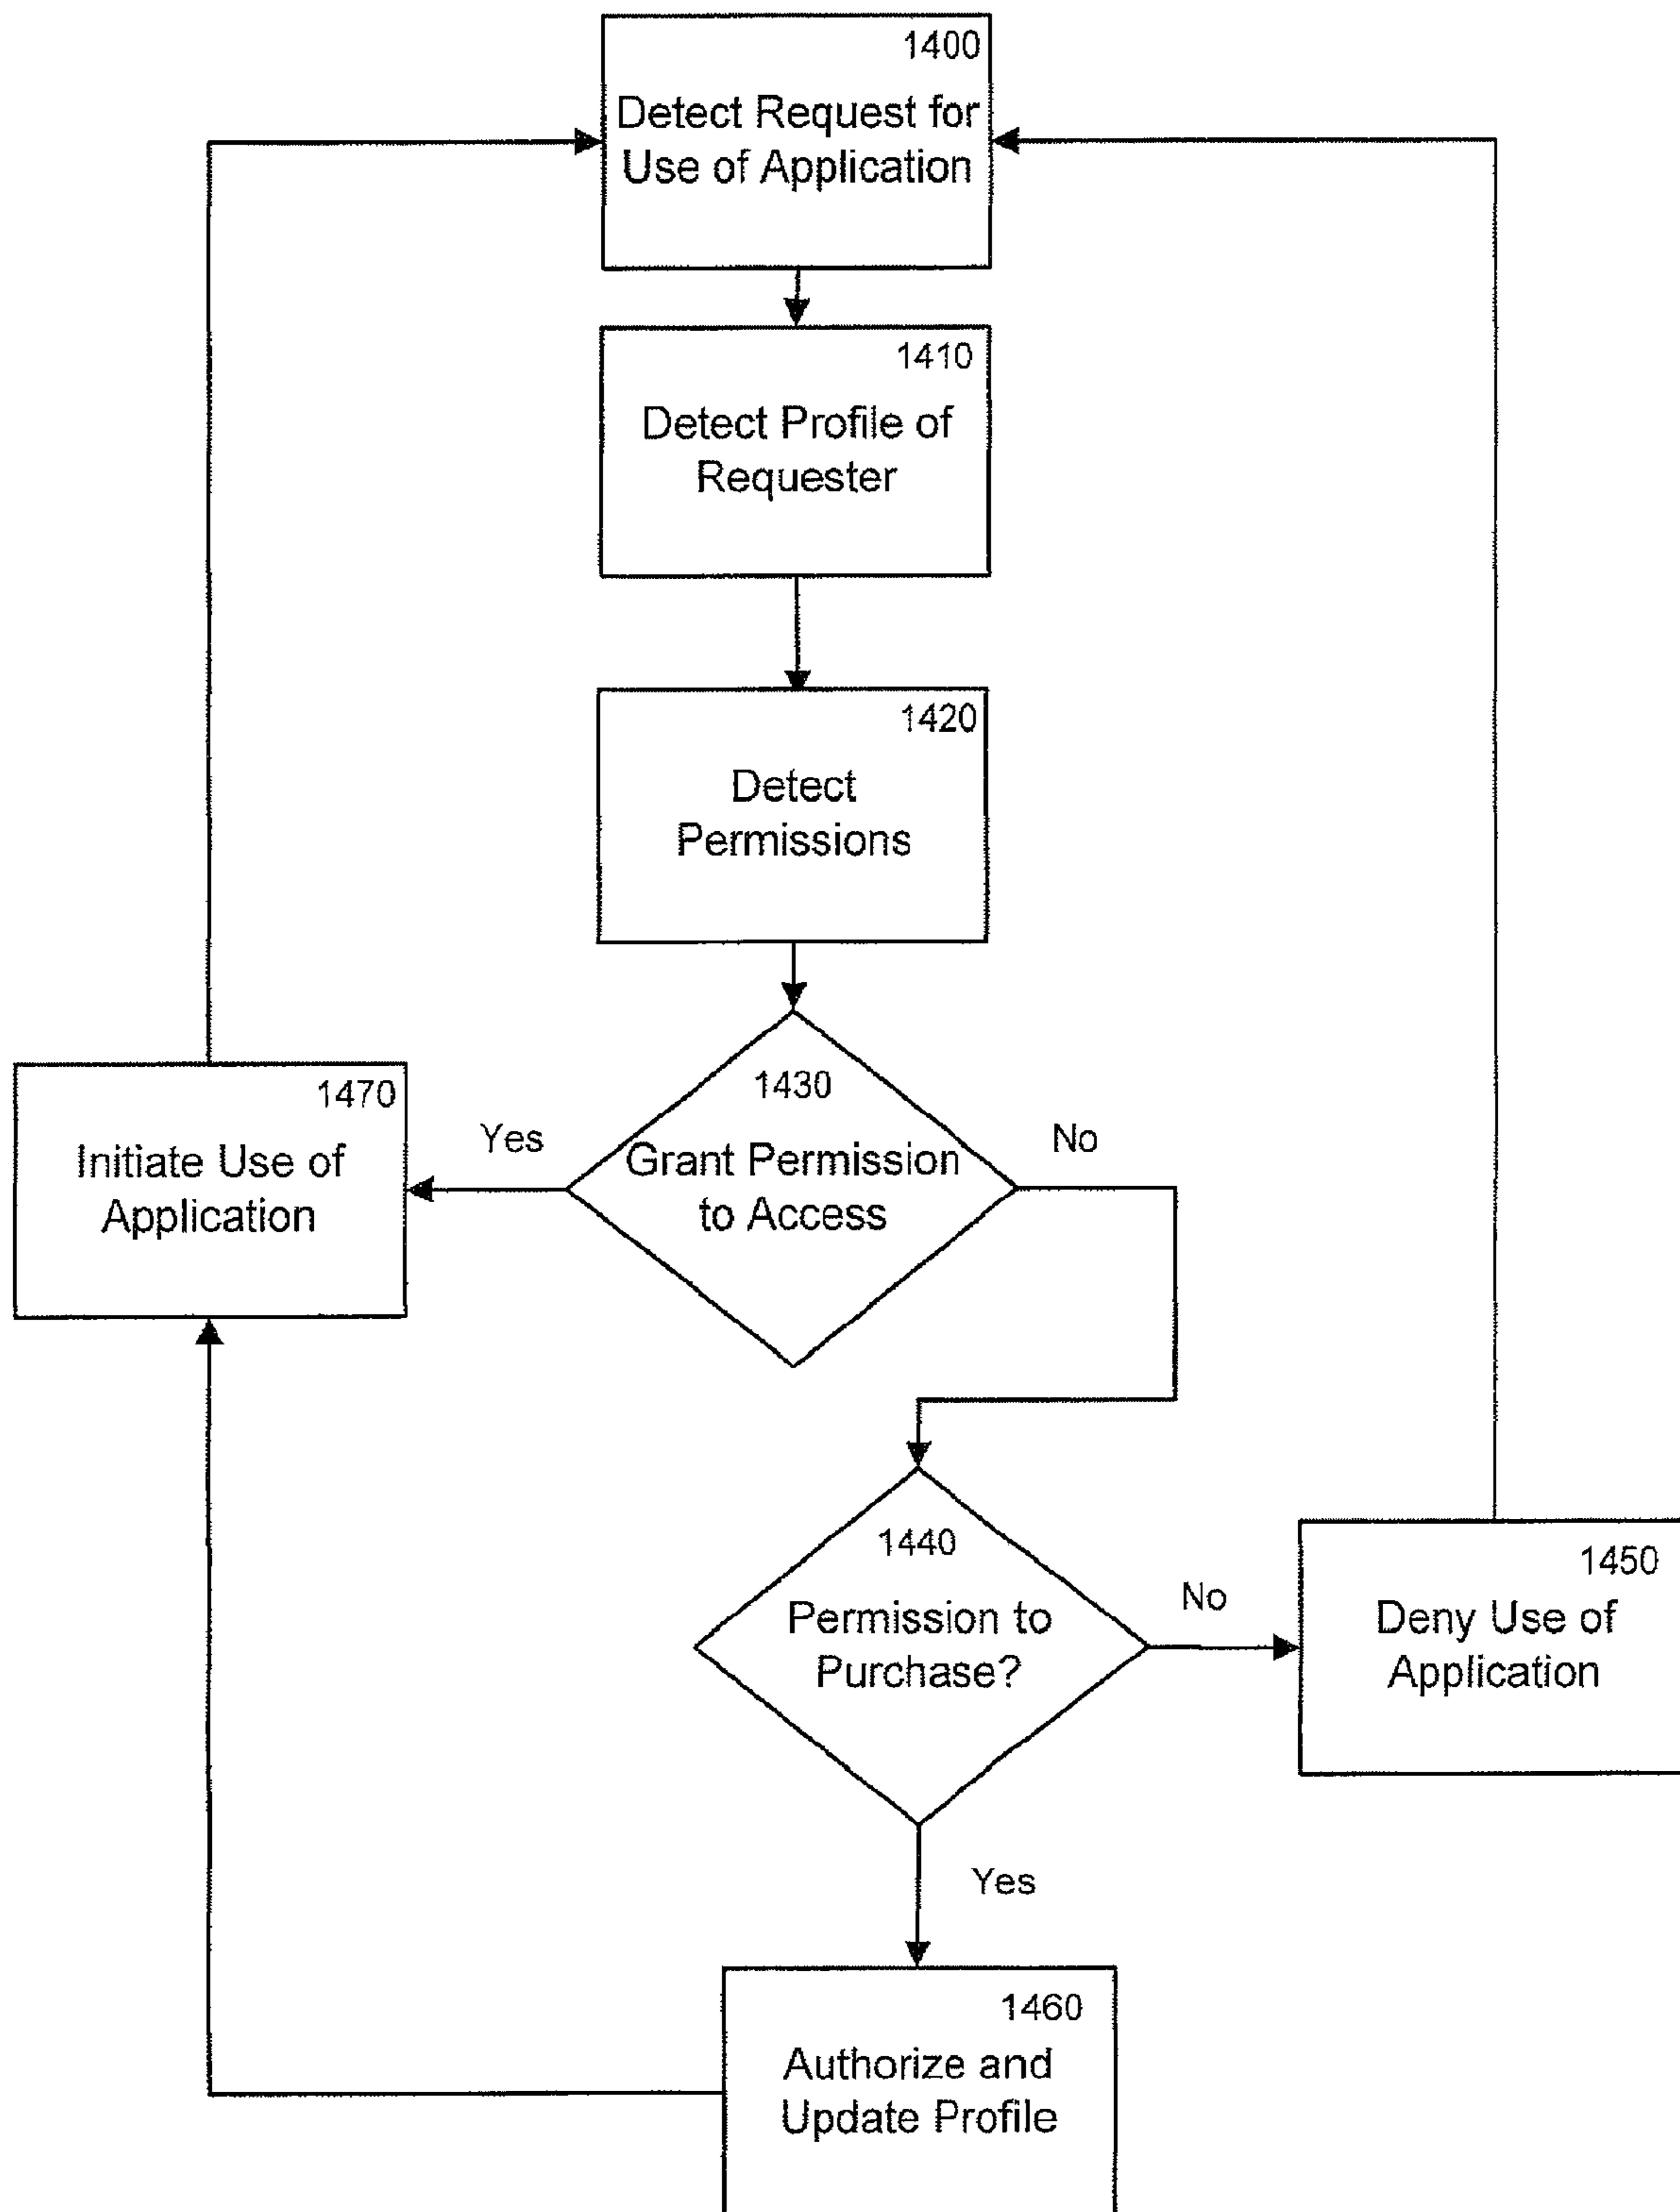 1400
Detect Request for
Use of Application
1410
Detect Profile of
Requester
1420
Detect
Permissions
1430
Grant Permission
to Access
Yes
No
1470
Initiate Use of
Application
1440
Permission to
Purchase?
No
Yes
1450
Deny Use of
Application
1460
Authorize and
Update Profile